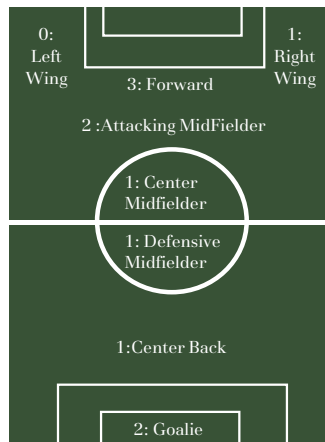 0:
Left
Wing
1:
Right
Wing
3: Forward
2 :Attacking MidFielder
1: Center
Midfielder
1: Defensive
Midfielder
1:Center Back
2: Goalie